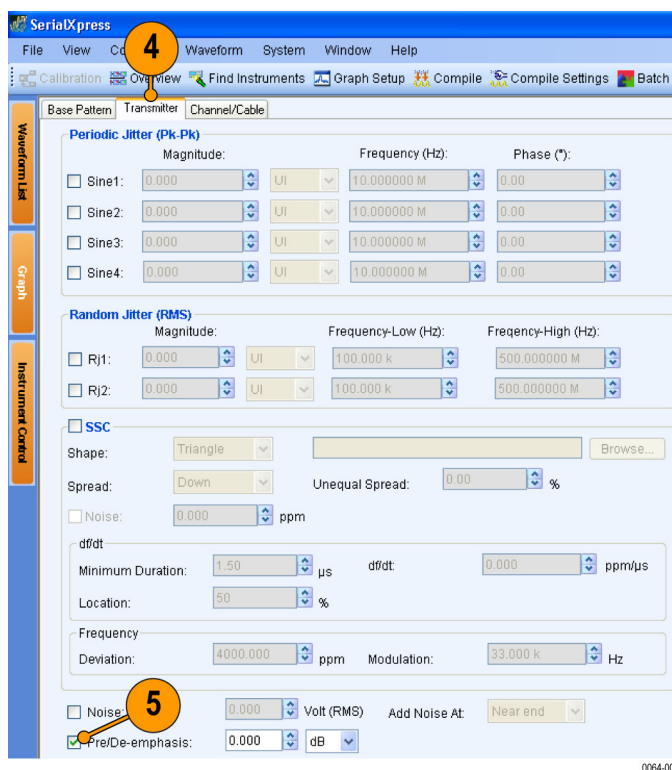 SerialXpress
File View Co 4 Waveform System Window Help
Calibration Overview Find Instruments Graph Setup Compile Compile Settings Batch
Base Pattern Transmitter Channel/Cable
Waveform List
Graph
Instrument Control
Periodic Jitter (Pk-Pk)
Magnitude: Frequency (Hz): Phase (°):
Sine1: 0.000 UI 10.000000 M 0.00
Sine2: 0.000 UI 10.000000 M 0.00
Sine3: 0.000 UI 10.000000 M 0.00
Sine4: 0.000 UI 10.000000 M 0.00
Random Jitter (RMS)
Magnitude: Frequency-Low (Hz): Freqency-High (Hz):
Rj1: 0.000 UI 100.000 k 500.000000 M
Rj2: 0.000 UI 100.000 k 500.000000 M
SSC
Shape: Triangle Browse...
Spread: Down Unequal Spread: 0.00 %
Noise: 0.000 ppm
df/dt
Minimum Duration: 1.50 µs df/dt: 0.000 ppm/µs
Location: 50 %
Frequency
Deviation: 4000.000 ppm Modulation: 33.000 k Hz
Noise: 5 0.000 Volt (RMS) Add Noise At: Near end
Pre/De-emphasis: 0.000 dB
0064-00